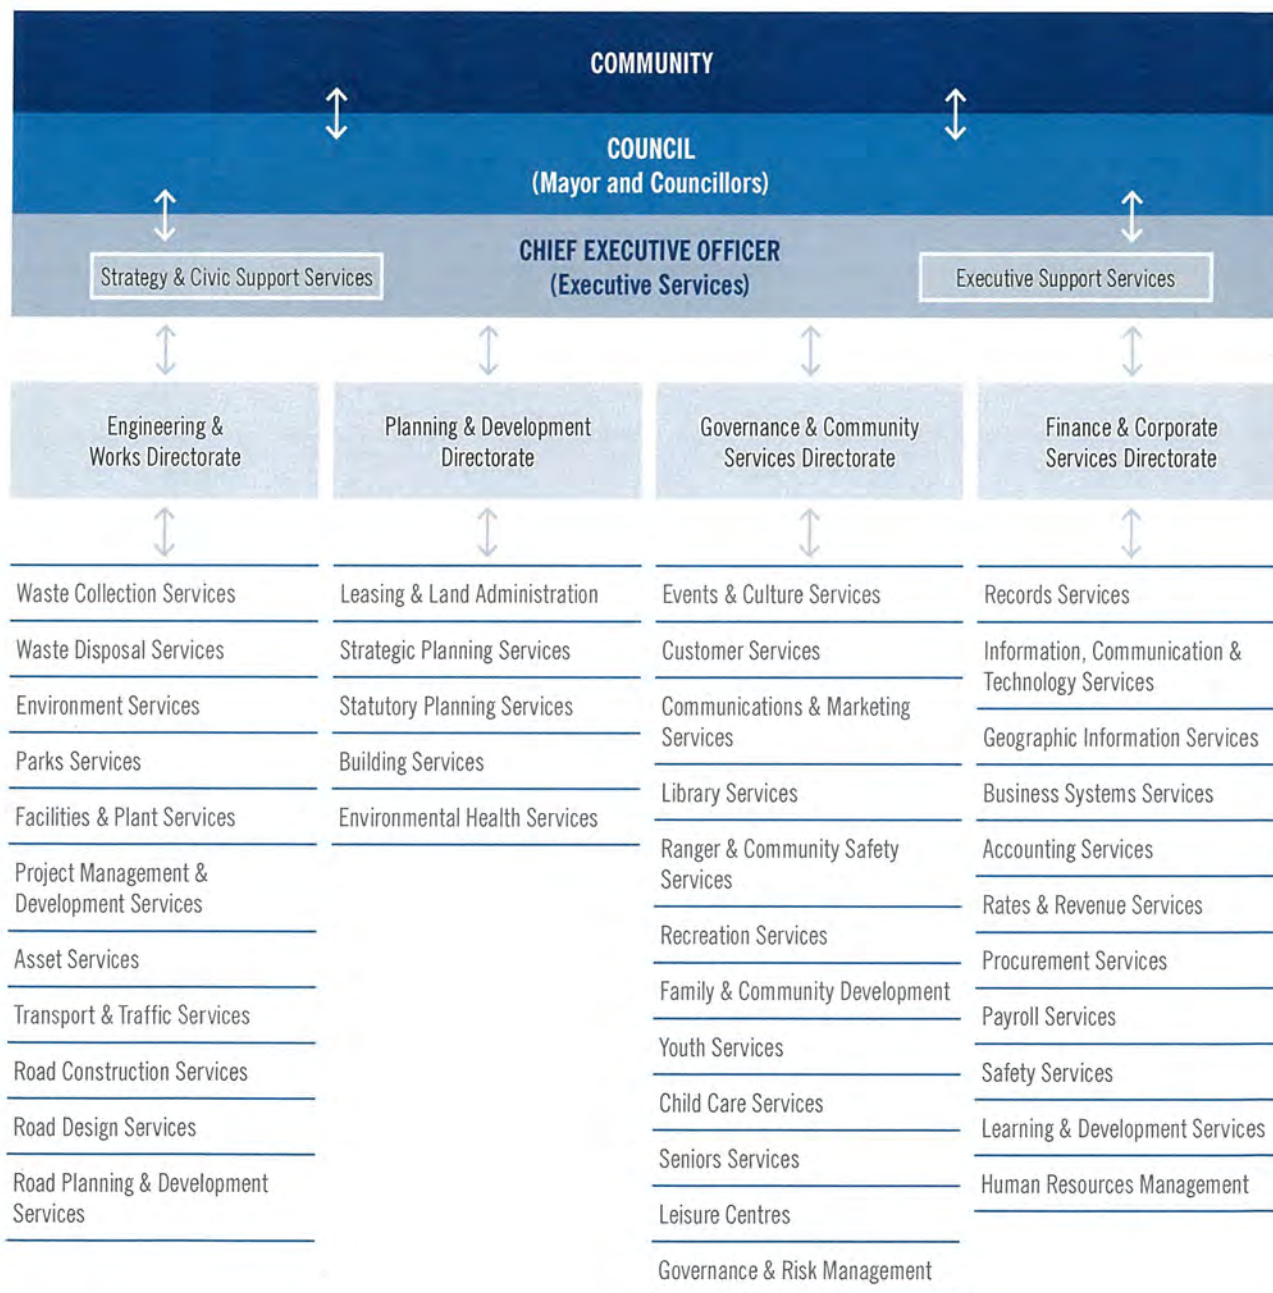 COMMUNITY
COUNCIL
(Mayor and Councillors)
CHIEF EXECUTIVE OFFICER
(Executive Services)
Strategy & Civic Support Services
Executive Support Services
Engineering &
Works Directorate
Planning & Development
Directorate
Governance & Community
Services Directorate
Finance & Corporate
Services Directorate
Waste Collection Services
Waste Disposal Services
Environment Services
Parks Services
Facilities & Plant Services
Project Management &
Development Services
Asset Services
Transport & Traffic Services
Road Construction Services
Road Design Services
Road Planning & Development
Services
Leasing & Land Administration
Strategic Planning Services
Statutory Planning Services
Building Services
Environmental Health Services
Events & Culture Services
Customer Services
Communications & Marketing
Services
Library Services
Ranger & Community Safety
Services
Recreation Services
Family & Community Development
Youth Services
Child Care Services
Seniors Services
Leisure Centres
Governance & Risk Management
Records Services
Information, Communication &
Technology Services
Geographic Information Services
Business Systems Services
Accounting Services
Rates & Revenue Services
Procurement Services
Payroll Services
Safety Services
Learning & Development Services
Human Resources Management